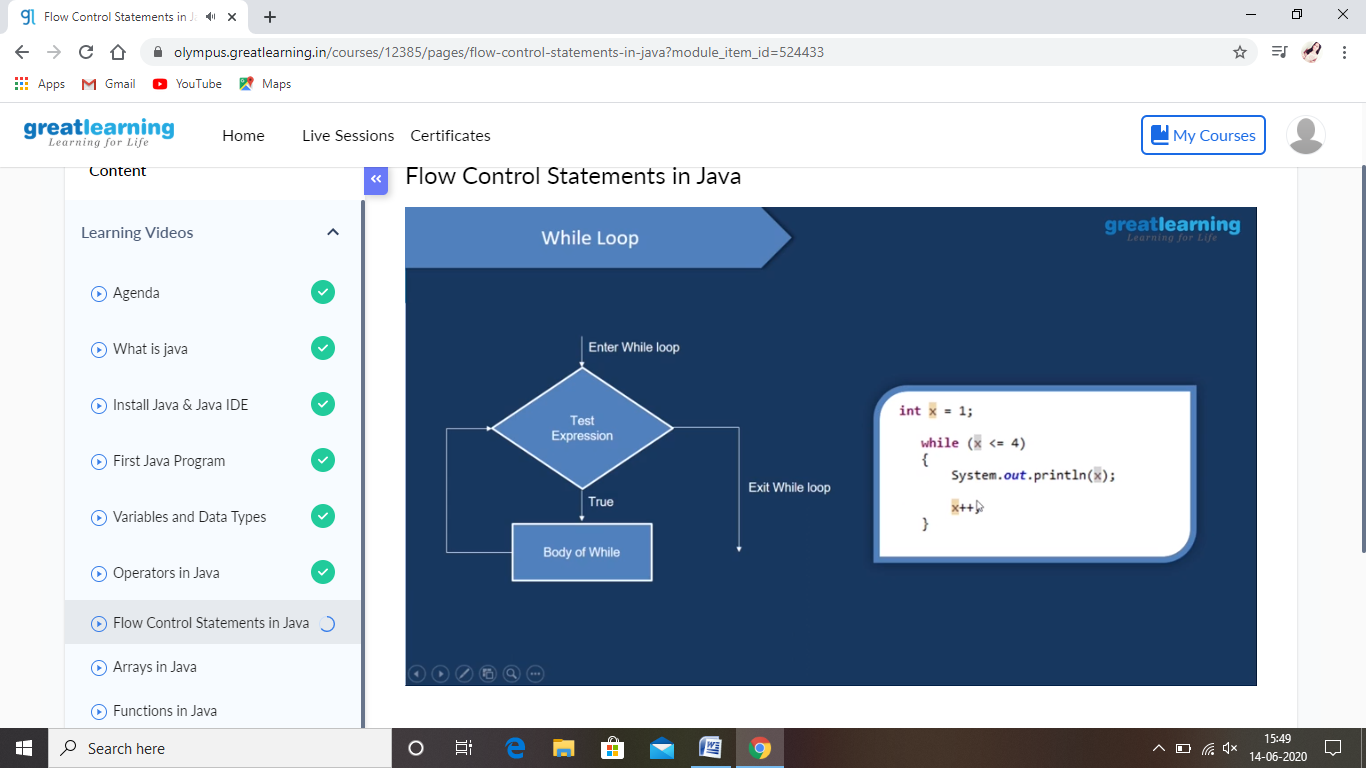 Flow Control Statements in Ja
olympus.greatlearning.in/courses/12385/pages/flow-control-statements-in-java?module_item_id=524433
Apps Gmail YouTube Maps
greatlearning
Learning for Life
Home Live Sessions Certificates My Courses
Content
Flow Control Statements in Java
Learning Videos
Agenda
What is java
Install Java & Java IDE
First Java Program
Variables and Data Types
Operators in Java
Flow Control Statements in Java
Arrays in Java
Functions in Java
While Loop
greatlearning
Learning for Life
Enter While loop
Test
Expression
True
Exit While loop
Body of While
int x = 1;
while (x <= 4)
{
System.out.println(x);
x++;
}
Search here
15:49
14-06-2020